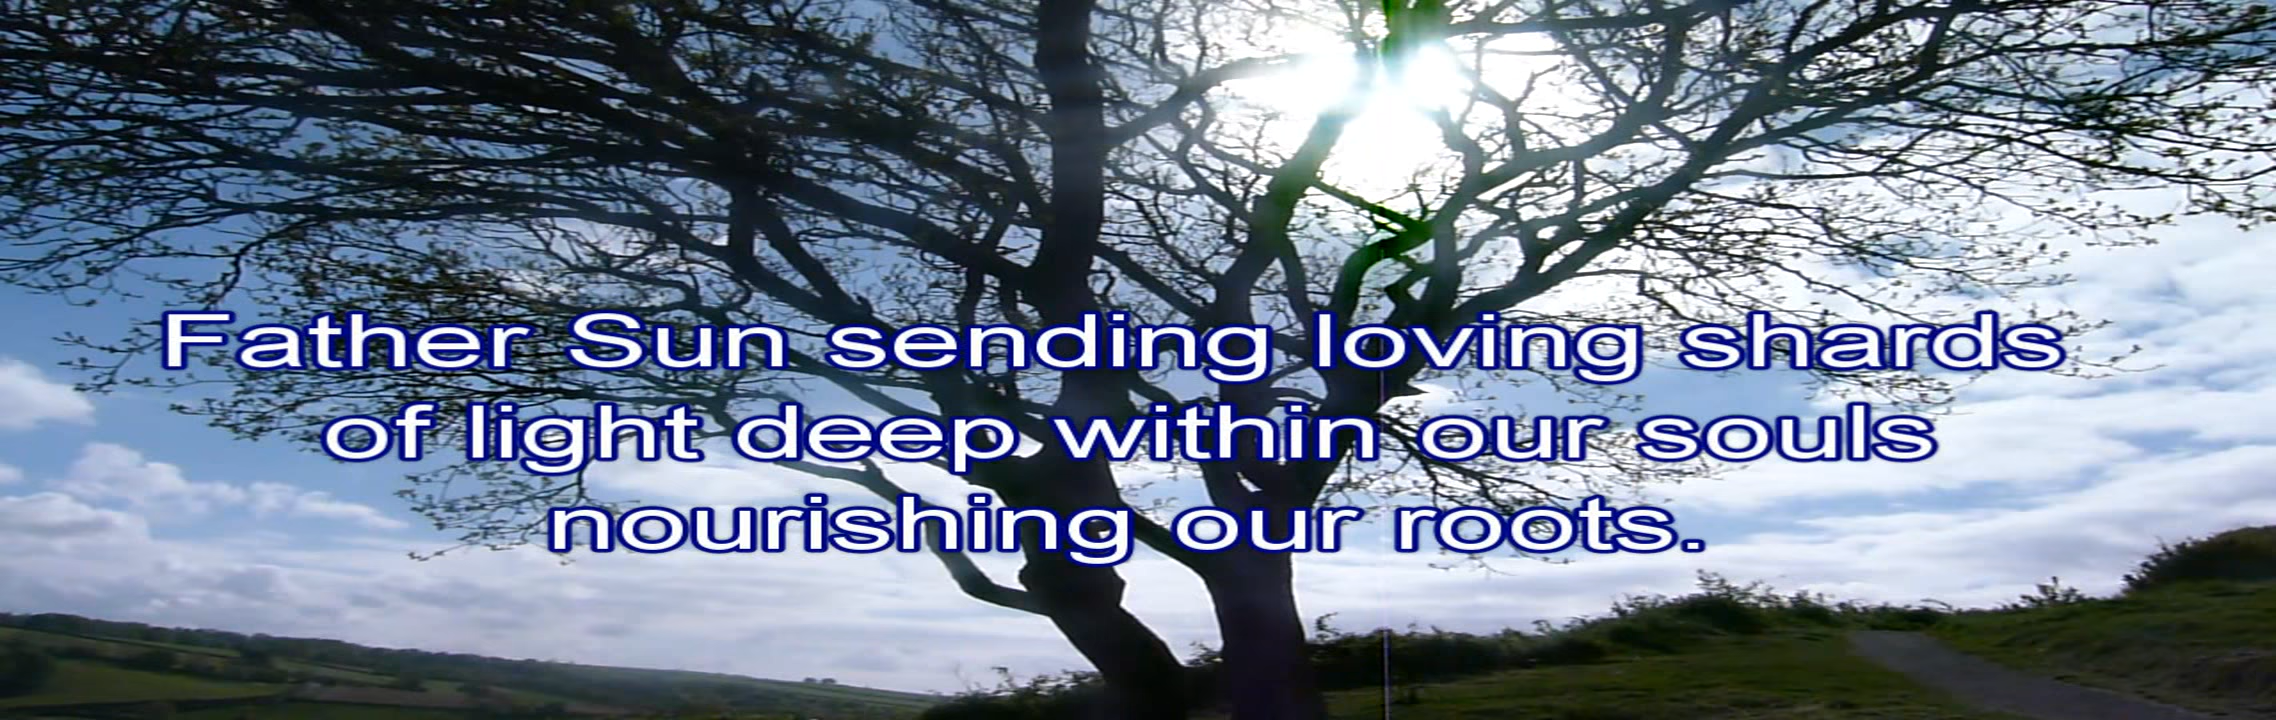 Father Sun sending loving shards
of light deep within our souls
nourishing our roots.